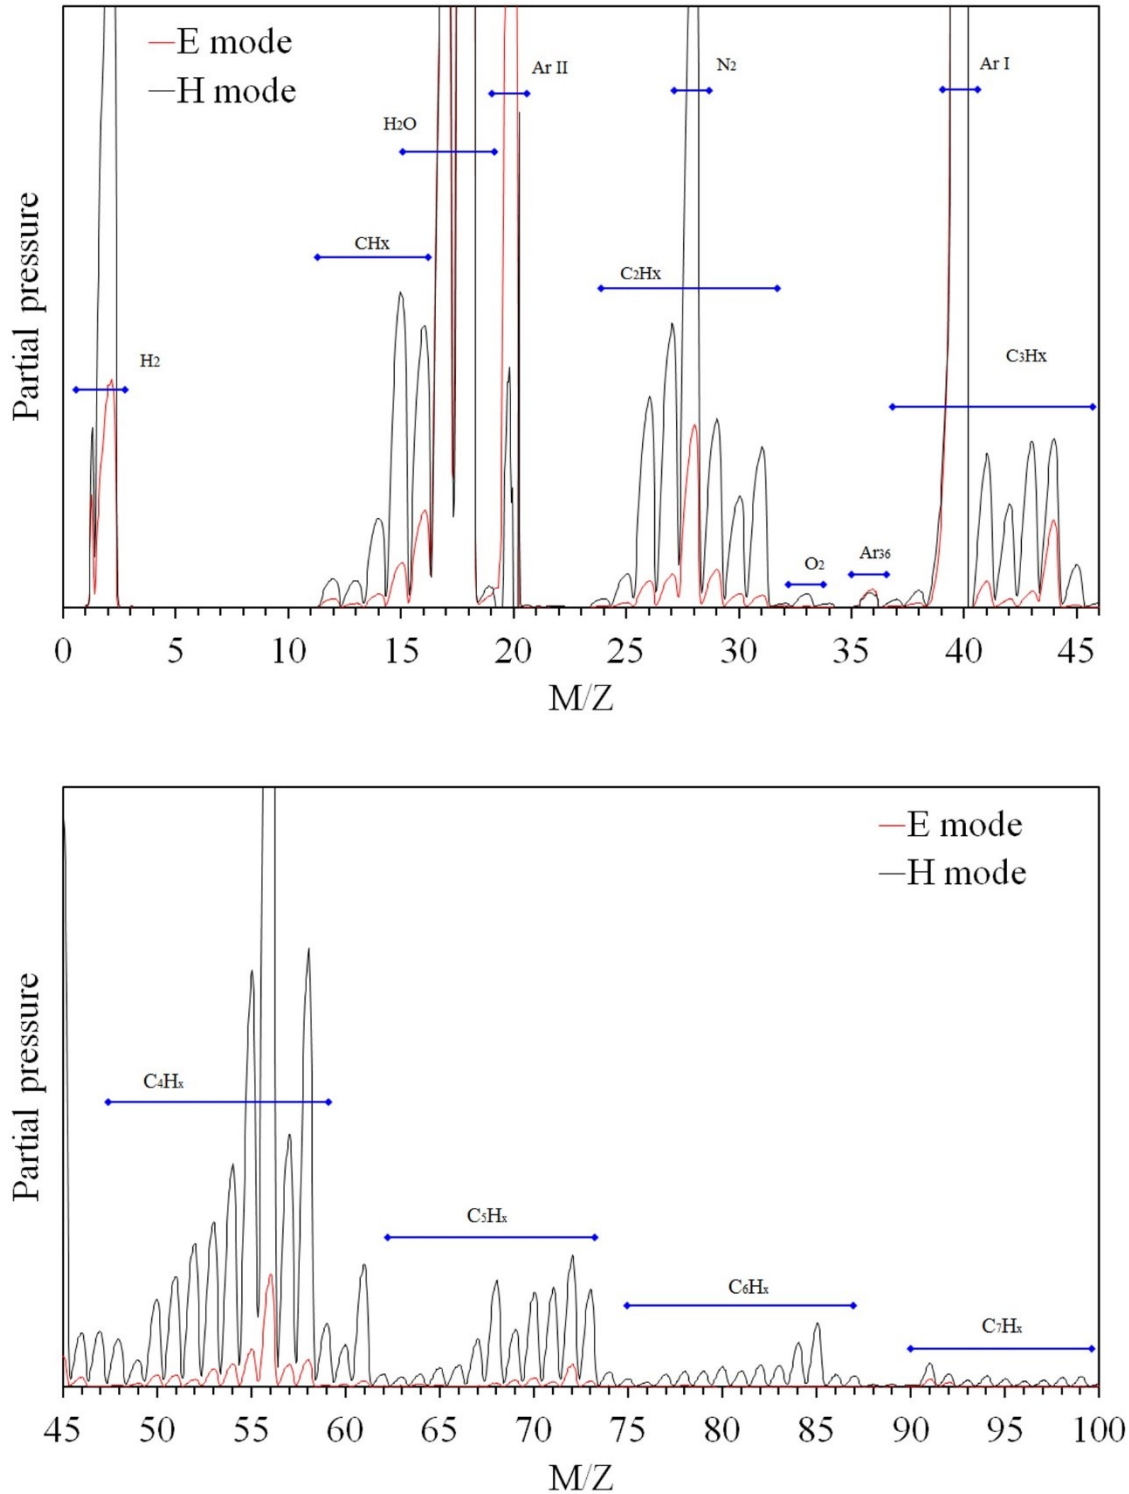 E mode
H mode
Ar II
N2
Ar I
H2O
CHx
C2Hx
H2
C3Hx
O2
Ar36
Partial pressure
0 5 10 15 20 25 30 35 40 45
M/Z
E mode
H mode
C4Hx
C5Hx
C6Hx
C7Hx
Partial pressure
45 50 55 60 65 70 75 80 85 90 95 100
M/Z